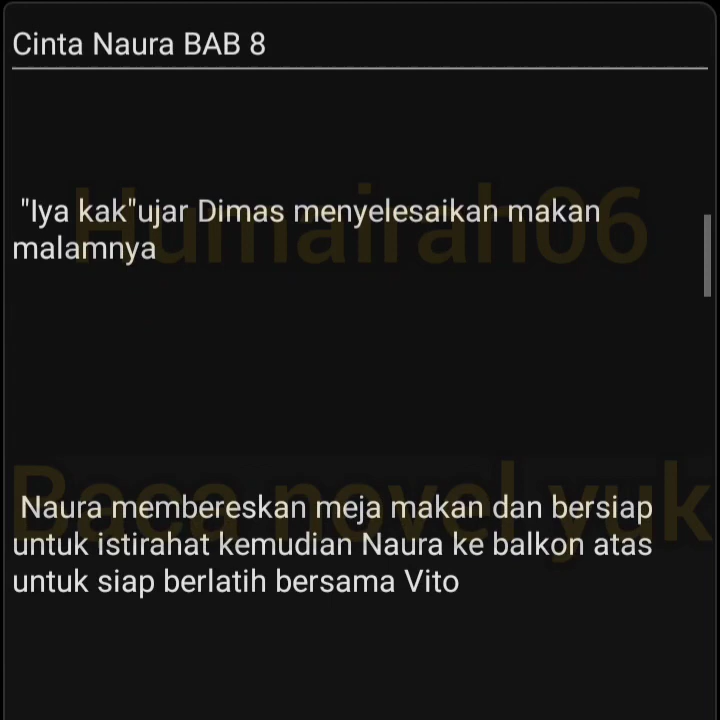 Cinta Naura BAB 8
Humairah06
"Iya kak"ujar Dimas menyelesaikan makan
malamnya
Baca novel yuk
Naura membereskan meja makan dan bersiap
untuk istirahat kemudian Naura ke balkon atas
untuk siap berlatih bersama Vito